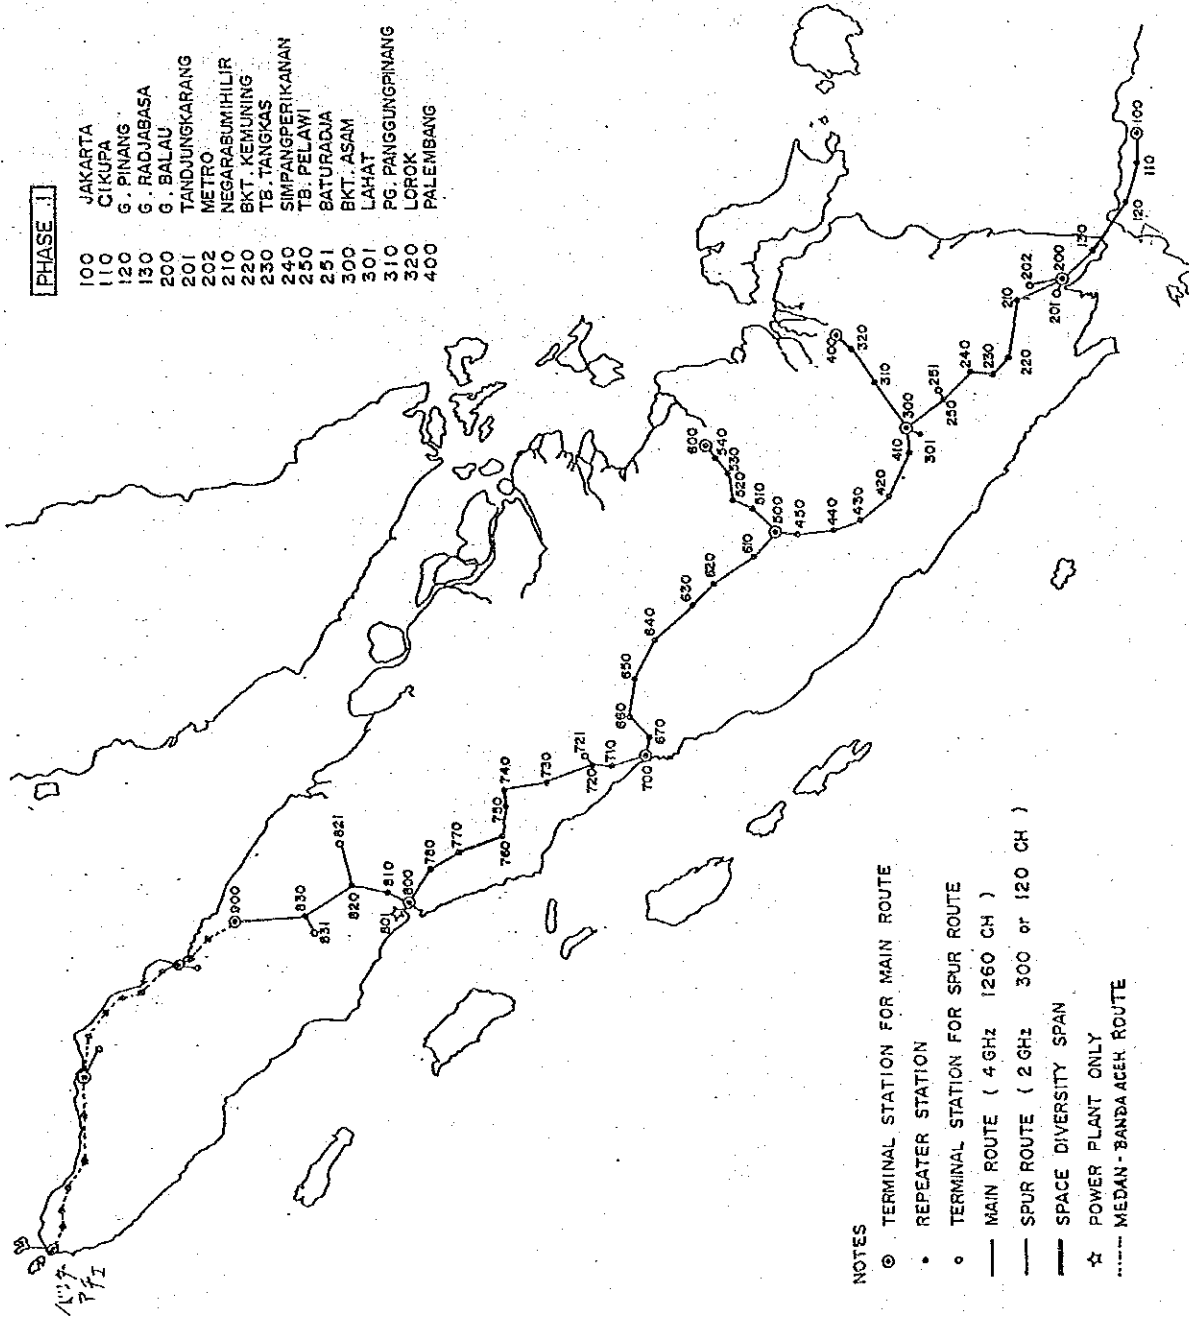 PHASE I
100 JAKARTA
110 CIKUPA
120 G. PINANG
130 G. RADJABASA
200 G. BALAU
201 TANDJUNGKARANG
202 METRO
210 NEGARABUMIHILIR
220 BKT. KEMUNING
230 TB. TANGKAS
240 SIMPANGPERIKANAN
250 TB. PELAWI
251 BATURADJA
300 BKT. ASAM
301 LAHAT
310 PG. PANGGUNGPINANG
320 LOROK
400 PALEMBANG
バンダ
アチェ
900
831
830
821
820
810
801
800
780
770
760
750
740
730
721
720
710
700
670
660
650
640
630
620
610
600
540
530
520
510
500
450
440
430
420
410
400
320
310
300
301
251
250
240
230
220
210
202
201
200
130
120
110
100
NOTES
◎ TERMINAL STATION FOR MAIN ROUTE
• REPEATER STATION
○ TERMINAL STATION FOR SPUR ROUTE
— MAIN ROUTE ( 4 GHz 1260 CH )
— SPUR ROUTE ( 2 GHz 300 or 120 CH )
— SPACE DIVERSITY SPAN
☆ POWER PLANT ONLY
------ MEDAN - BANDA ACEH ROUTE